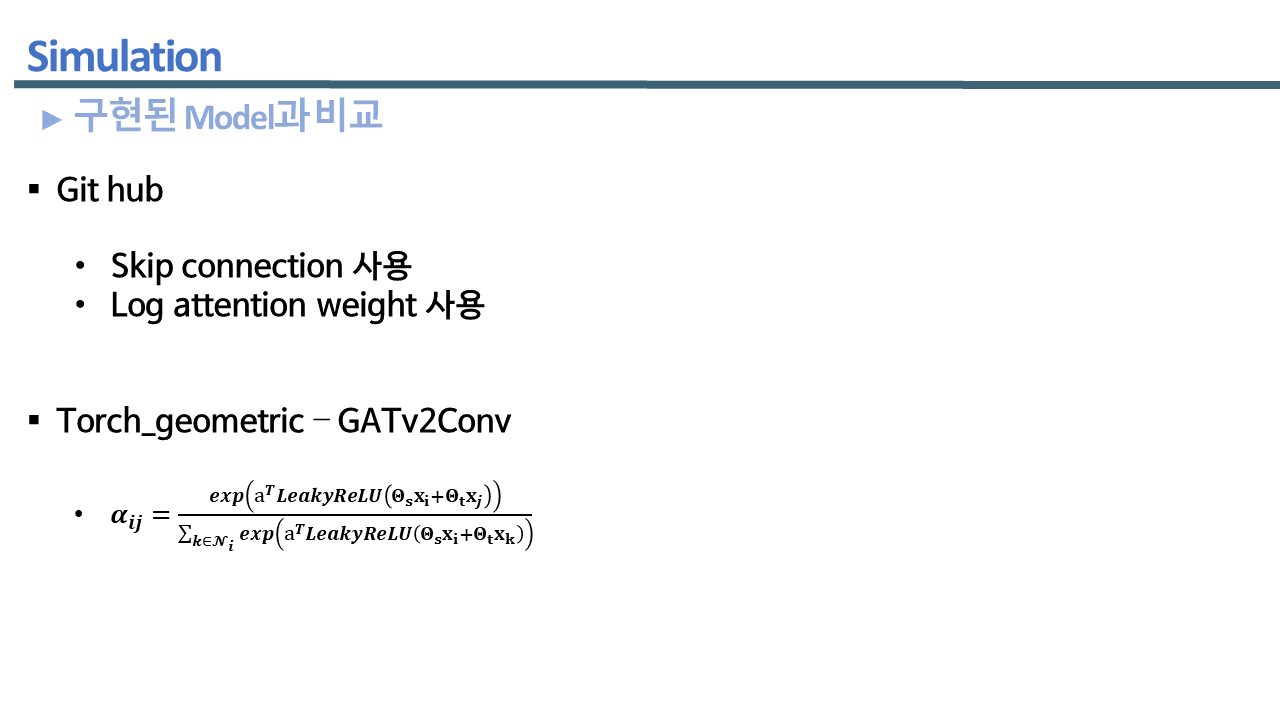 Simulation
► 구현된 Model과 비교
▪ Git hub
• Skip connection 사용
• Log attention weight 사용
▪ Torch_geometric – GATv2Conv
• $\alpha_{ij} = \frac{exp\left(a^T LeakyReLU\left(\Theta_s x_i + \Theta_t x_j\right)\right)}{\sum_{k \in \mathcal{N}_i} exp\left(a^T LeakyReLU\left(\Theta_s x_i + \Theta_t x_k\right)\right)}$